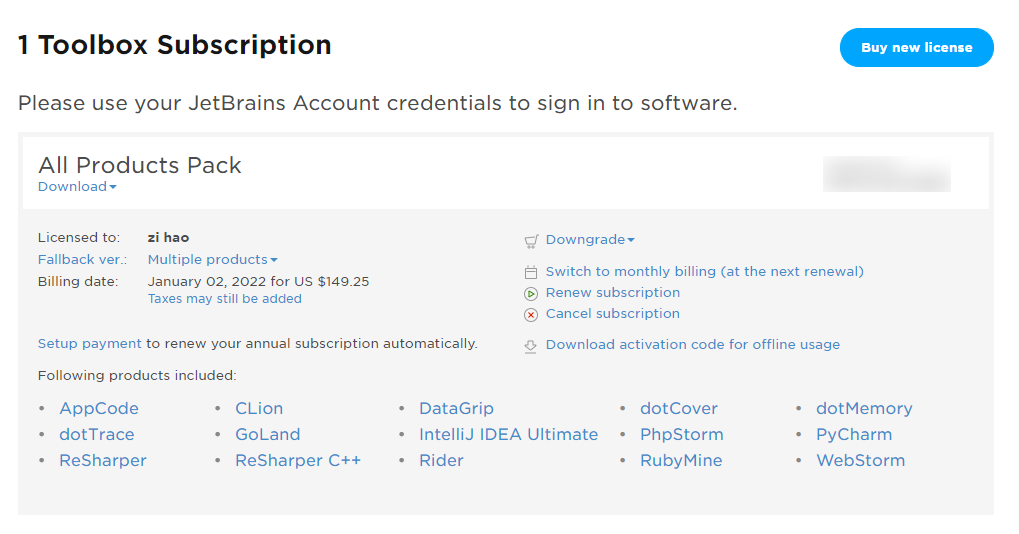 1 Toolbox Subscription
Buy new license
Please use your JetBrains Account credentials to sign in to software.
All Products Pack
Download
Licensed to: zi hao
Fallback ver.: Multiple products
Billing date: January 02, 2022 for US $149.25
Taxes may still be added
Downgrade
Switch to monthly billing (at the next renewal)
Renew subscription
Cancel subscription
Setup payment to renew your annual subscription automatically.
Download activation code for offline usage
Following products included:
• AppCode • CLion • DataGrip • dotCover • dotMemory
• dotTrace • GoLand • IntelliJ IDEA Ultimate • PhpStorm • PyCharm
• ReSharper • ReSharper C++ • Rider • RubyMine • WebStorm